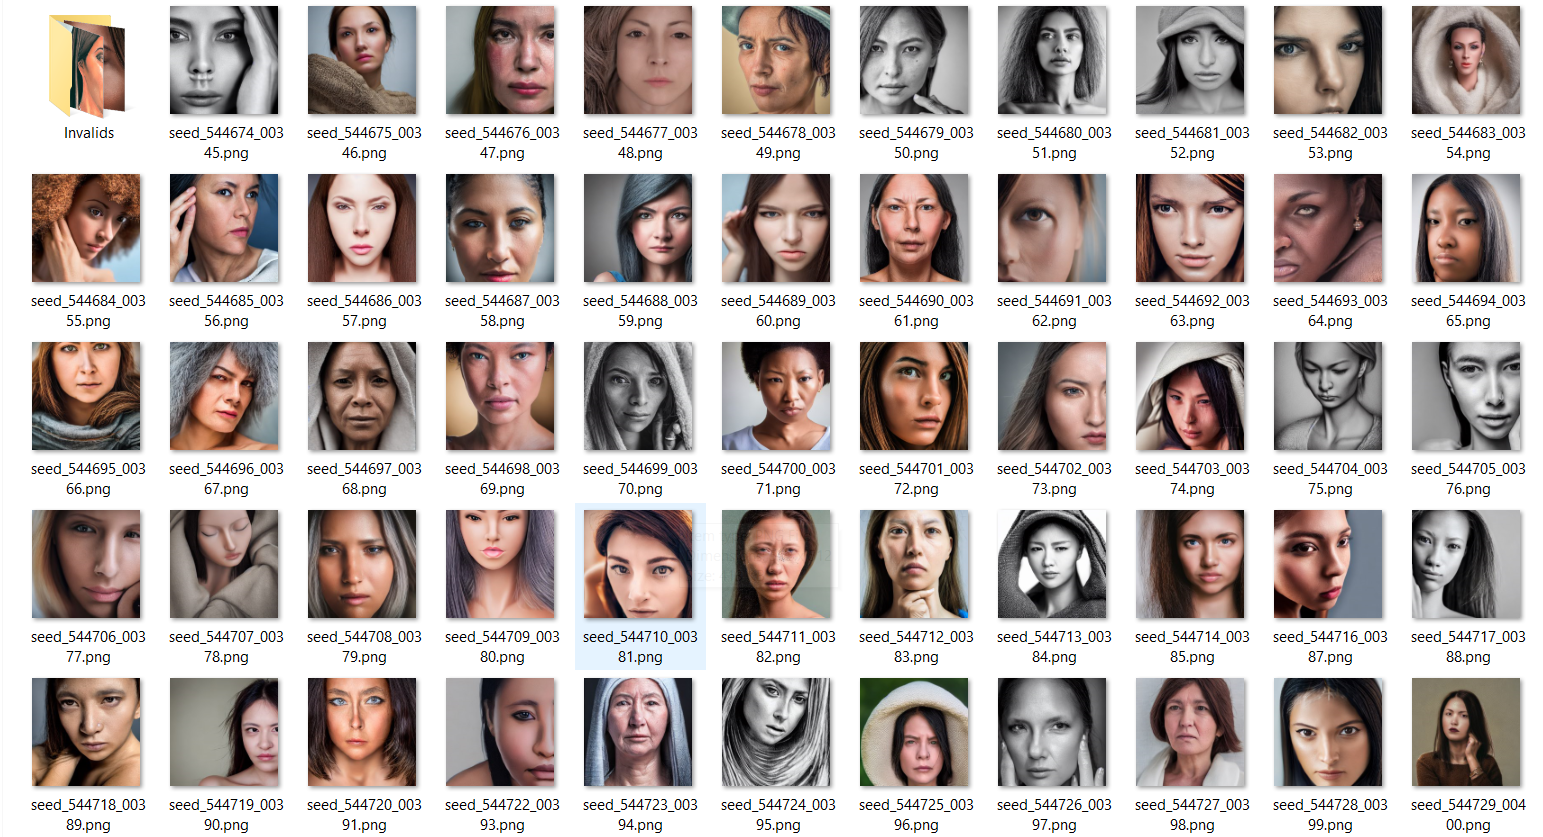 Invalids
seed_544674_003
45.png
seed_544675_003
46.png
seed_544676_003
47.png
seed_544677_003
48.png
seed_544678_003
49.png
seed_544679_003
50.png
seed_544680_003
51.png
seed_544681_003
52.png
seed_544682_003
53.png
seed_544683_003
54.png
seed_544684_003
55.png
seed_544685_003
56.png
seed_544686_003
57.png
seed_544687_003
58.png
seed_544688_003
59.png
seed_544689_003
60.png
seed_544690_003
61.png
seed_544691_003
62.png
seed_544692_003
63.png
seed_544693_003
64.png
seed_544694_003
65.png
seed_544695_003
66.png
seed_544696_003
67.png
seed_544697_003
68.png
seed_544698_003
69.png
seed_544699_003
70.png
seed_544700_003
71.png
seed_544701_003
72.png
seed_544702_003
73.png
seed_544703_003
74.png
seed_544704_003
75.png
seed_544705_003
76.png
seed_544706_003
77.png
seed_544707_003
78.png
seed_544708_003
79.png
seed_544709_003
80.png
seed_544710_003
81.png
seed_544711_003
82.png
seed_544712_003
83.png
seed_544713_003
84.png
seed_544714_003
85.png
seed_544716_003
87.png
seed_544717_003
88.png
seed_544718_003
89.png
seed_544719_003
90.png
seed_544720_003
91.png
seed_544722_003
93.png
seed_544723_003
94.png
seed_544724_003
95.png
seed_544725_003
96.png
seed_544726_003
97.png
seed_544727_003
98.png
seed_544728_003
99.png
seed_544729_004
00.png